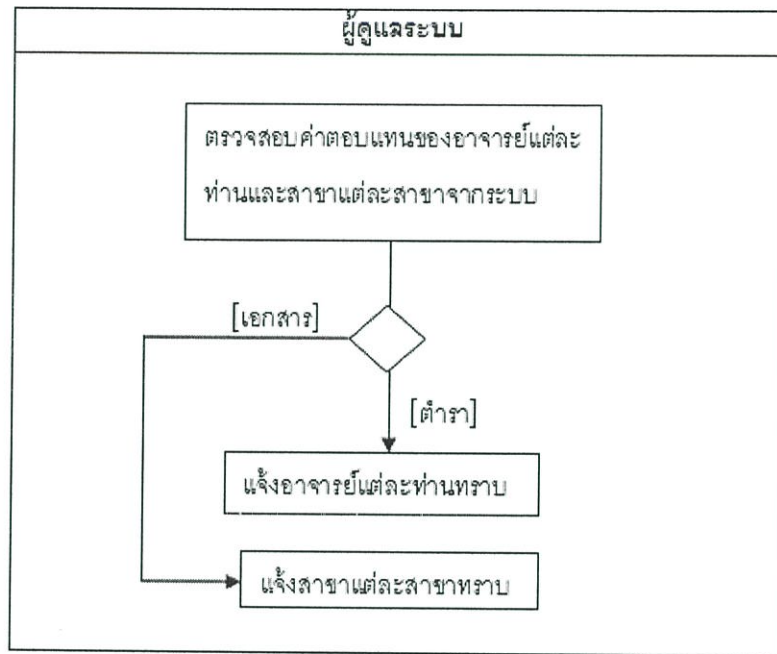 ผู้ดูแลระบบ
ตรวจสอบค่าตอบแทนของอาจารย์แต่ละ
ท่านและสาขาแต่ละสาขาจากระบบ
[เอกสาร]
[ตำรา]
แจ้งอาจารย์แต่ละท่านทราบ
แจ้งสาขาแต่ละสาขาทราบ